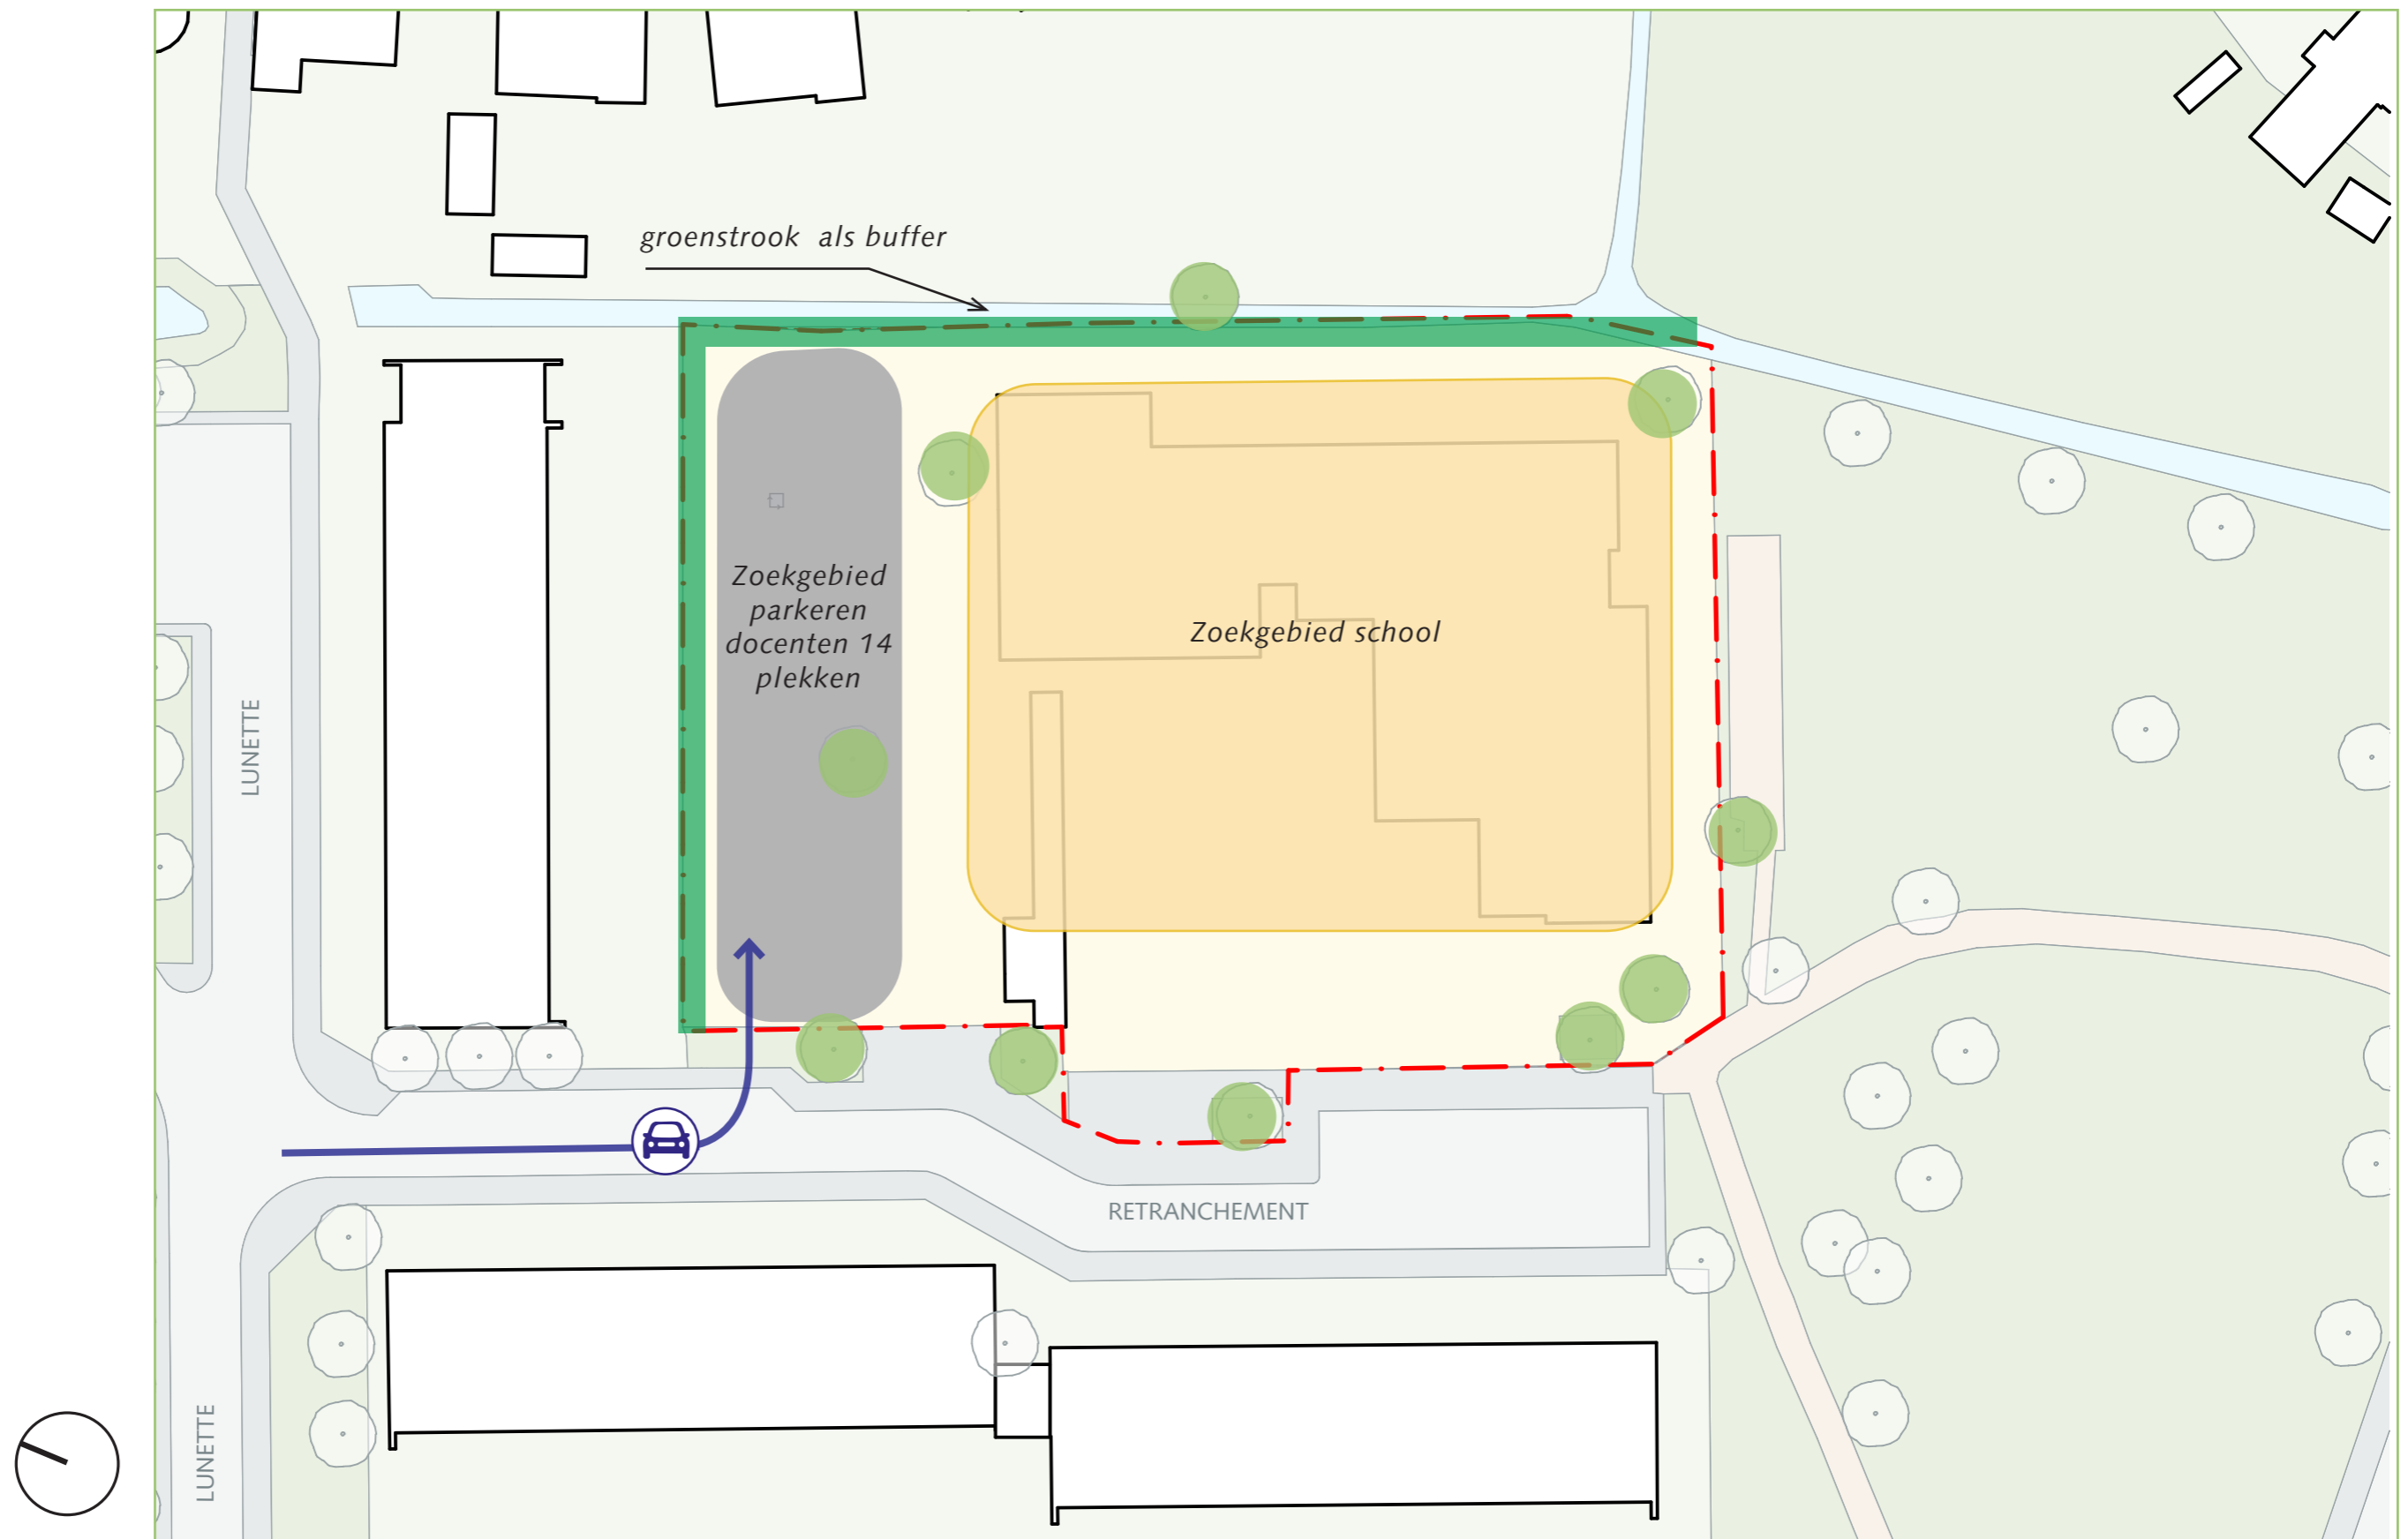 groenstrook als buffer
Zoekgebied
parkeren
docenten 14
plekken
Zoekgebied school
LUNETTE
RETRANCHEMENT
LUNETTE